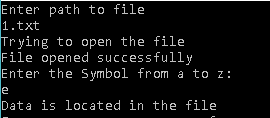 Enter path to file
1.txt
Trying to open the file
File opened successfully
Enter the Symbol from a to z:
e
Data is located in the file